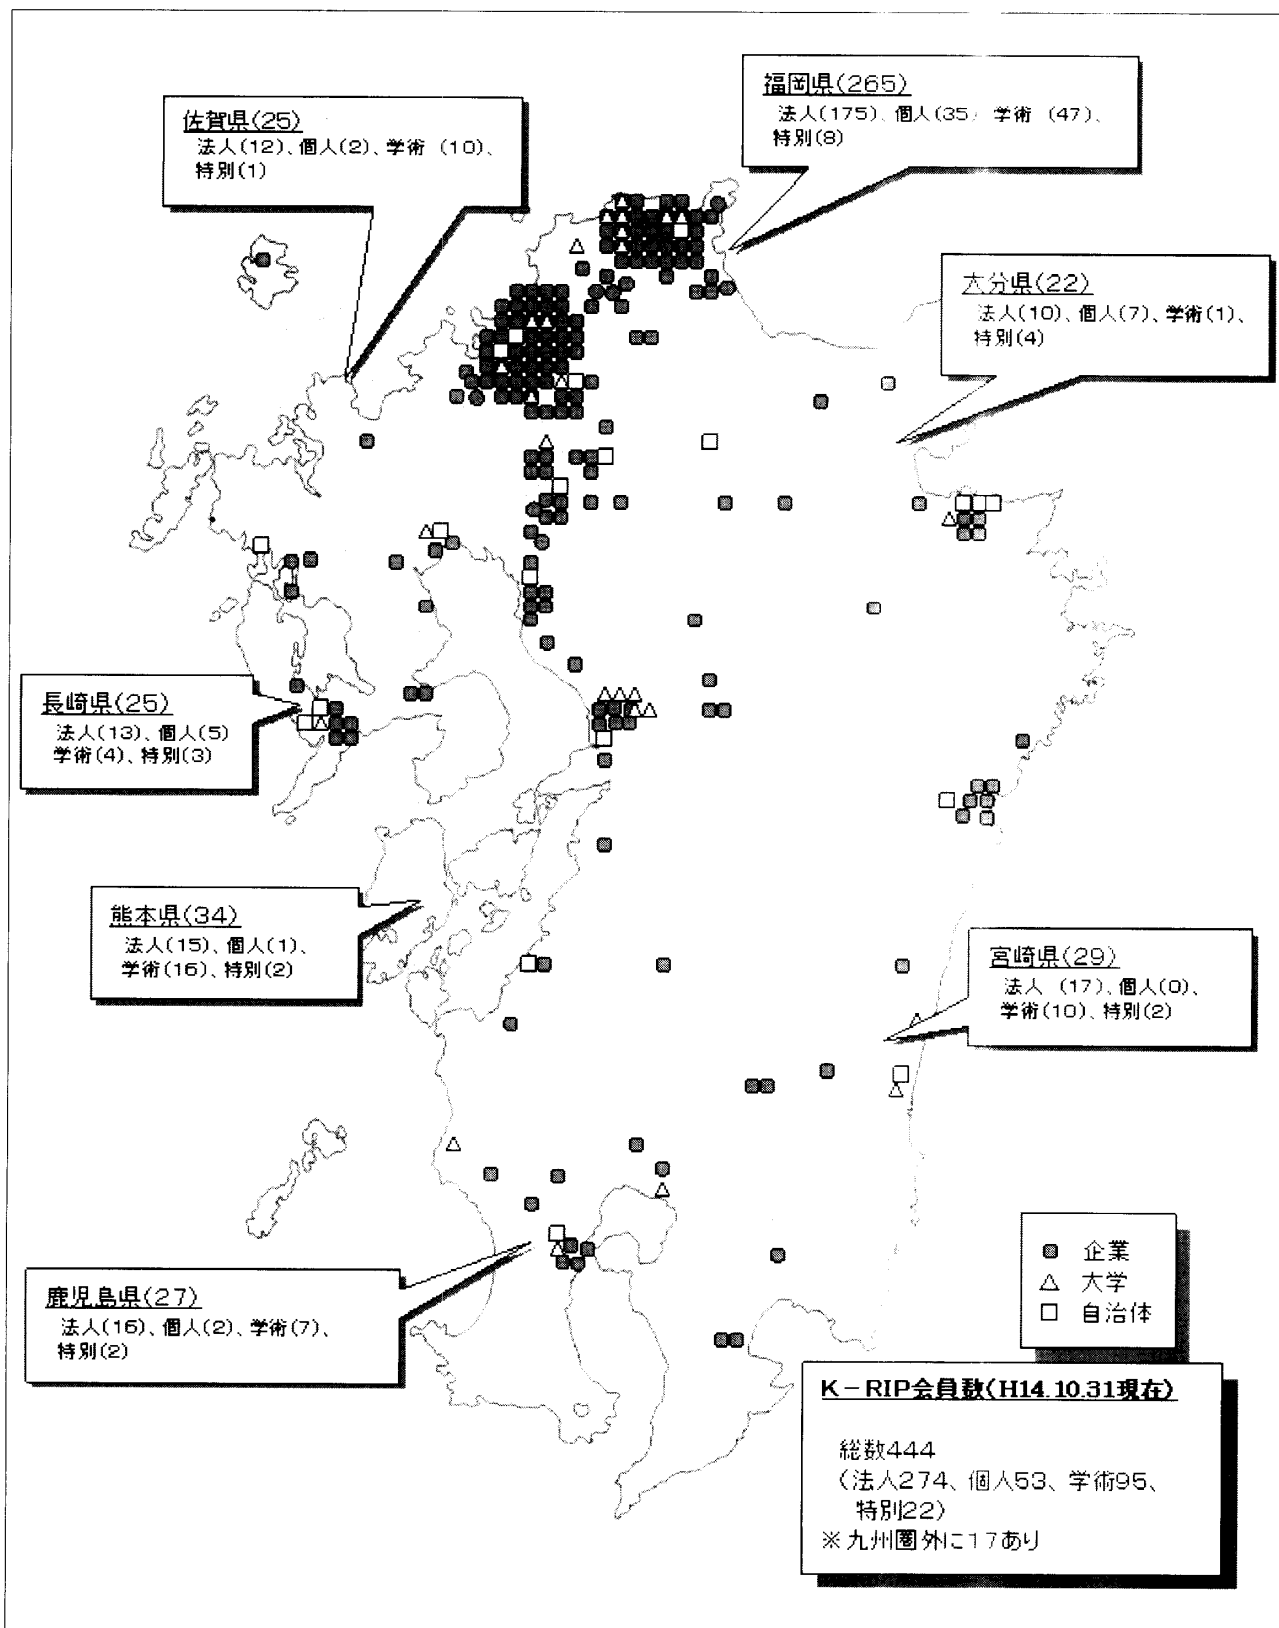 福岡県(265)
法人(175)、個人(35)学術 (47)、
特別(8)
佐賀県(25)
法人(12)、個人(2)、学術 (10)、
特別(1)
大分県(22)
法人(10)、個人(7)、学術(1)、
特別(4)
長崎県(25)
法人(13)、個人(5)
学術(4)、特別(3)
熊本県(34)
法人(15)、個人(1)、
学術(16)、特別(2)
宮崎県(29)
法人 (17)、個人(0)、
学術(10)、特別(2)
鹿児島県(27)
法人(16)、個人(2)、学術(7)、
特別(2)
企業
大学
自治体
K－RIP会員数(H14.10.31現在)
総数444
(法人274、個人53、学術95、
特別22)
※九州圏外に17あり